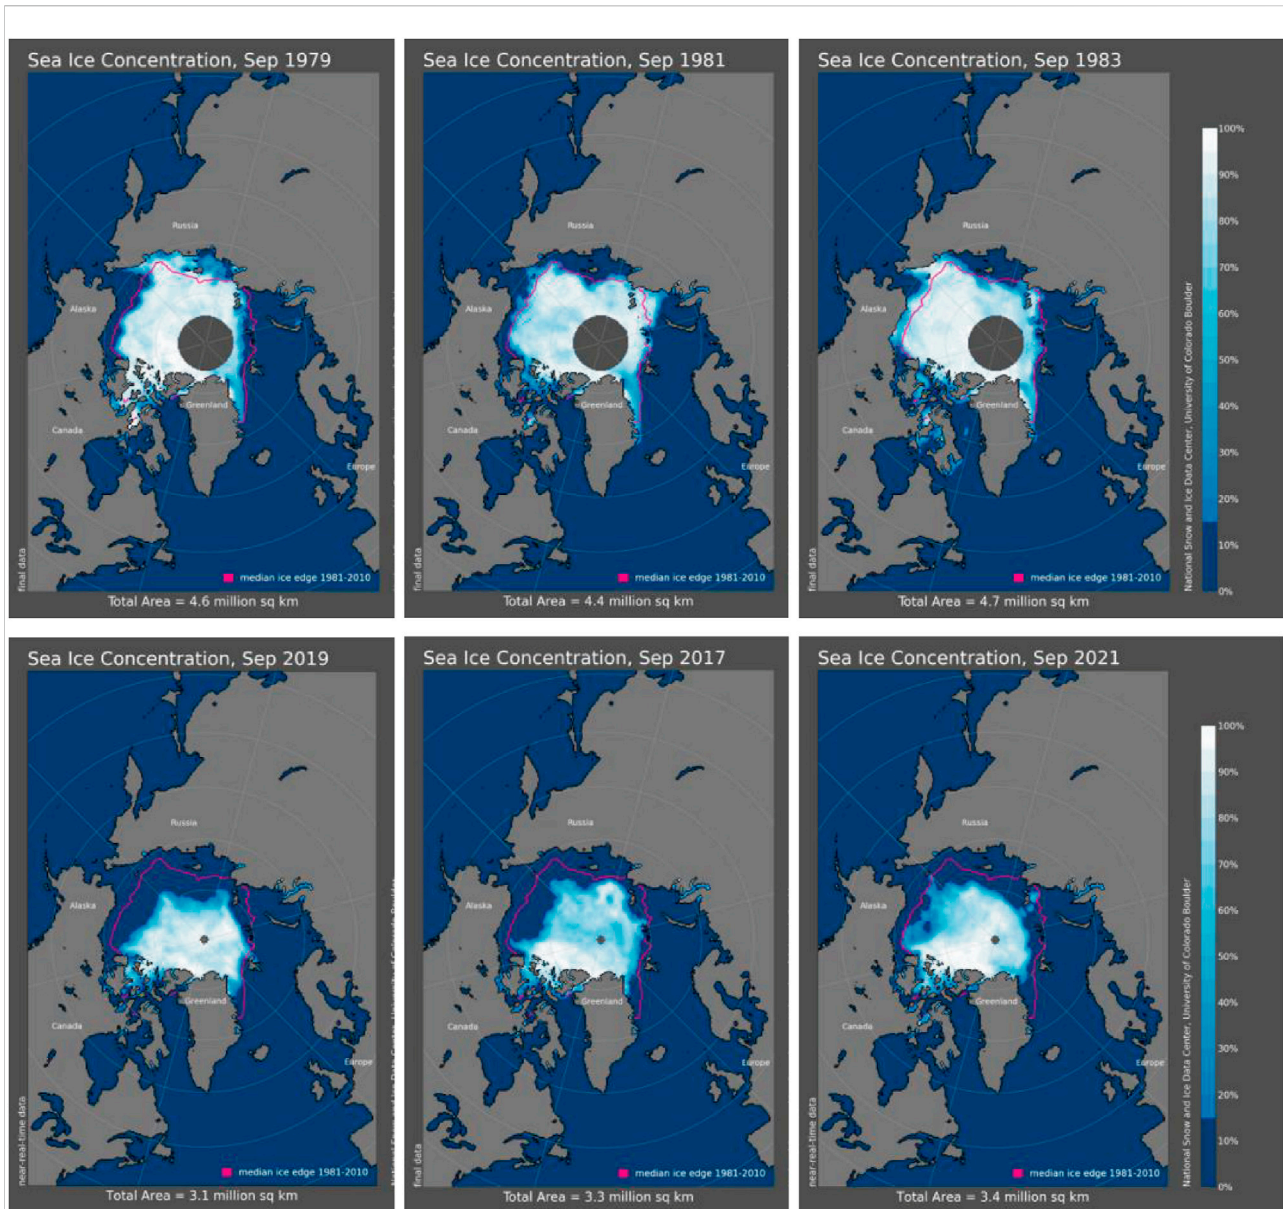 Sea Ice Concentration, Sep 1979
Russia
Alaska
Greenland
Canada
Europe
final data
median ice edge 1981-2010
Total Area = 4.6 million sq km
Sea Ice Concentration, Sep 1981
Russia
Alaska
Greenland
Canada
Europe
final data
median ice edge 1981-2010
Total Area = 4.4 million sq km
Sea Ice Concentration, Sep 1983
Russia
Alaska
Greenland
Canada
Europe
final data
median ice edge 1981-2010
Total Area = 4.7 million sq km
National Snow and Ice Data Center, University of Colorado Boulder
100%
90%
80%
70%
60%
50%
40%
30%
20%
10%
0%
Sea Ice Concentration, Sep 2019
Russia
Alaska
Greenland
Canada
Europe
near-real-time data
median ice edge 1981-2010
Total Area = 3.1 million sq km
Sea Ice Concentration, Sep 2017
Russia
Alaska
Greenland
Canada
Europe
final data
median ice edge 1981-2010
Total Area = 3.3 million sq km
Sea Ice Concentration, Sep 2021
Russia
Alaska
Greenland
Canada
Europe
near-real-time data
median ice edge 1981-2010
Total Area = 3.4 million sq km
National Snow and Ice Data Center, University of Colorado Boulder
100%
90%
80%
70%
60%
50%
40%
30%
20%
10%
0%